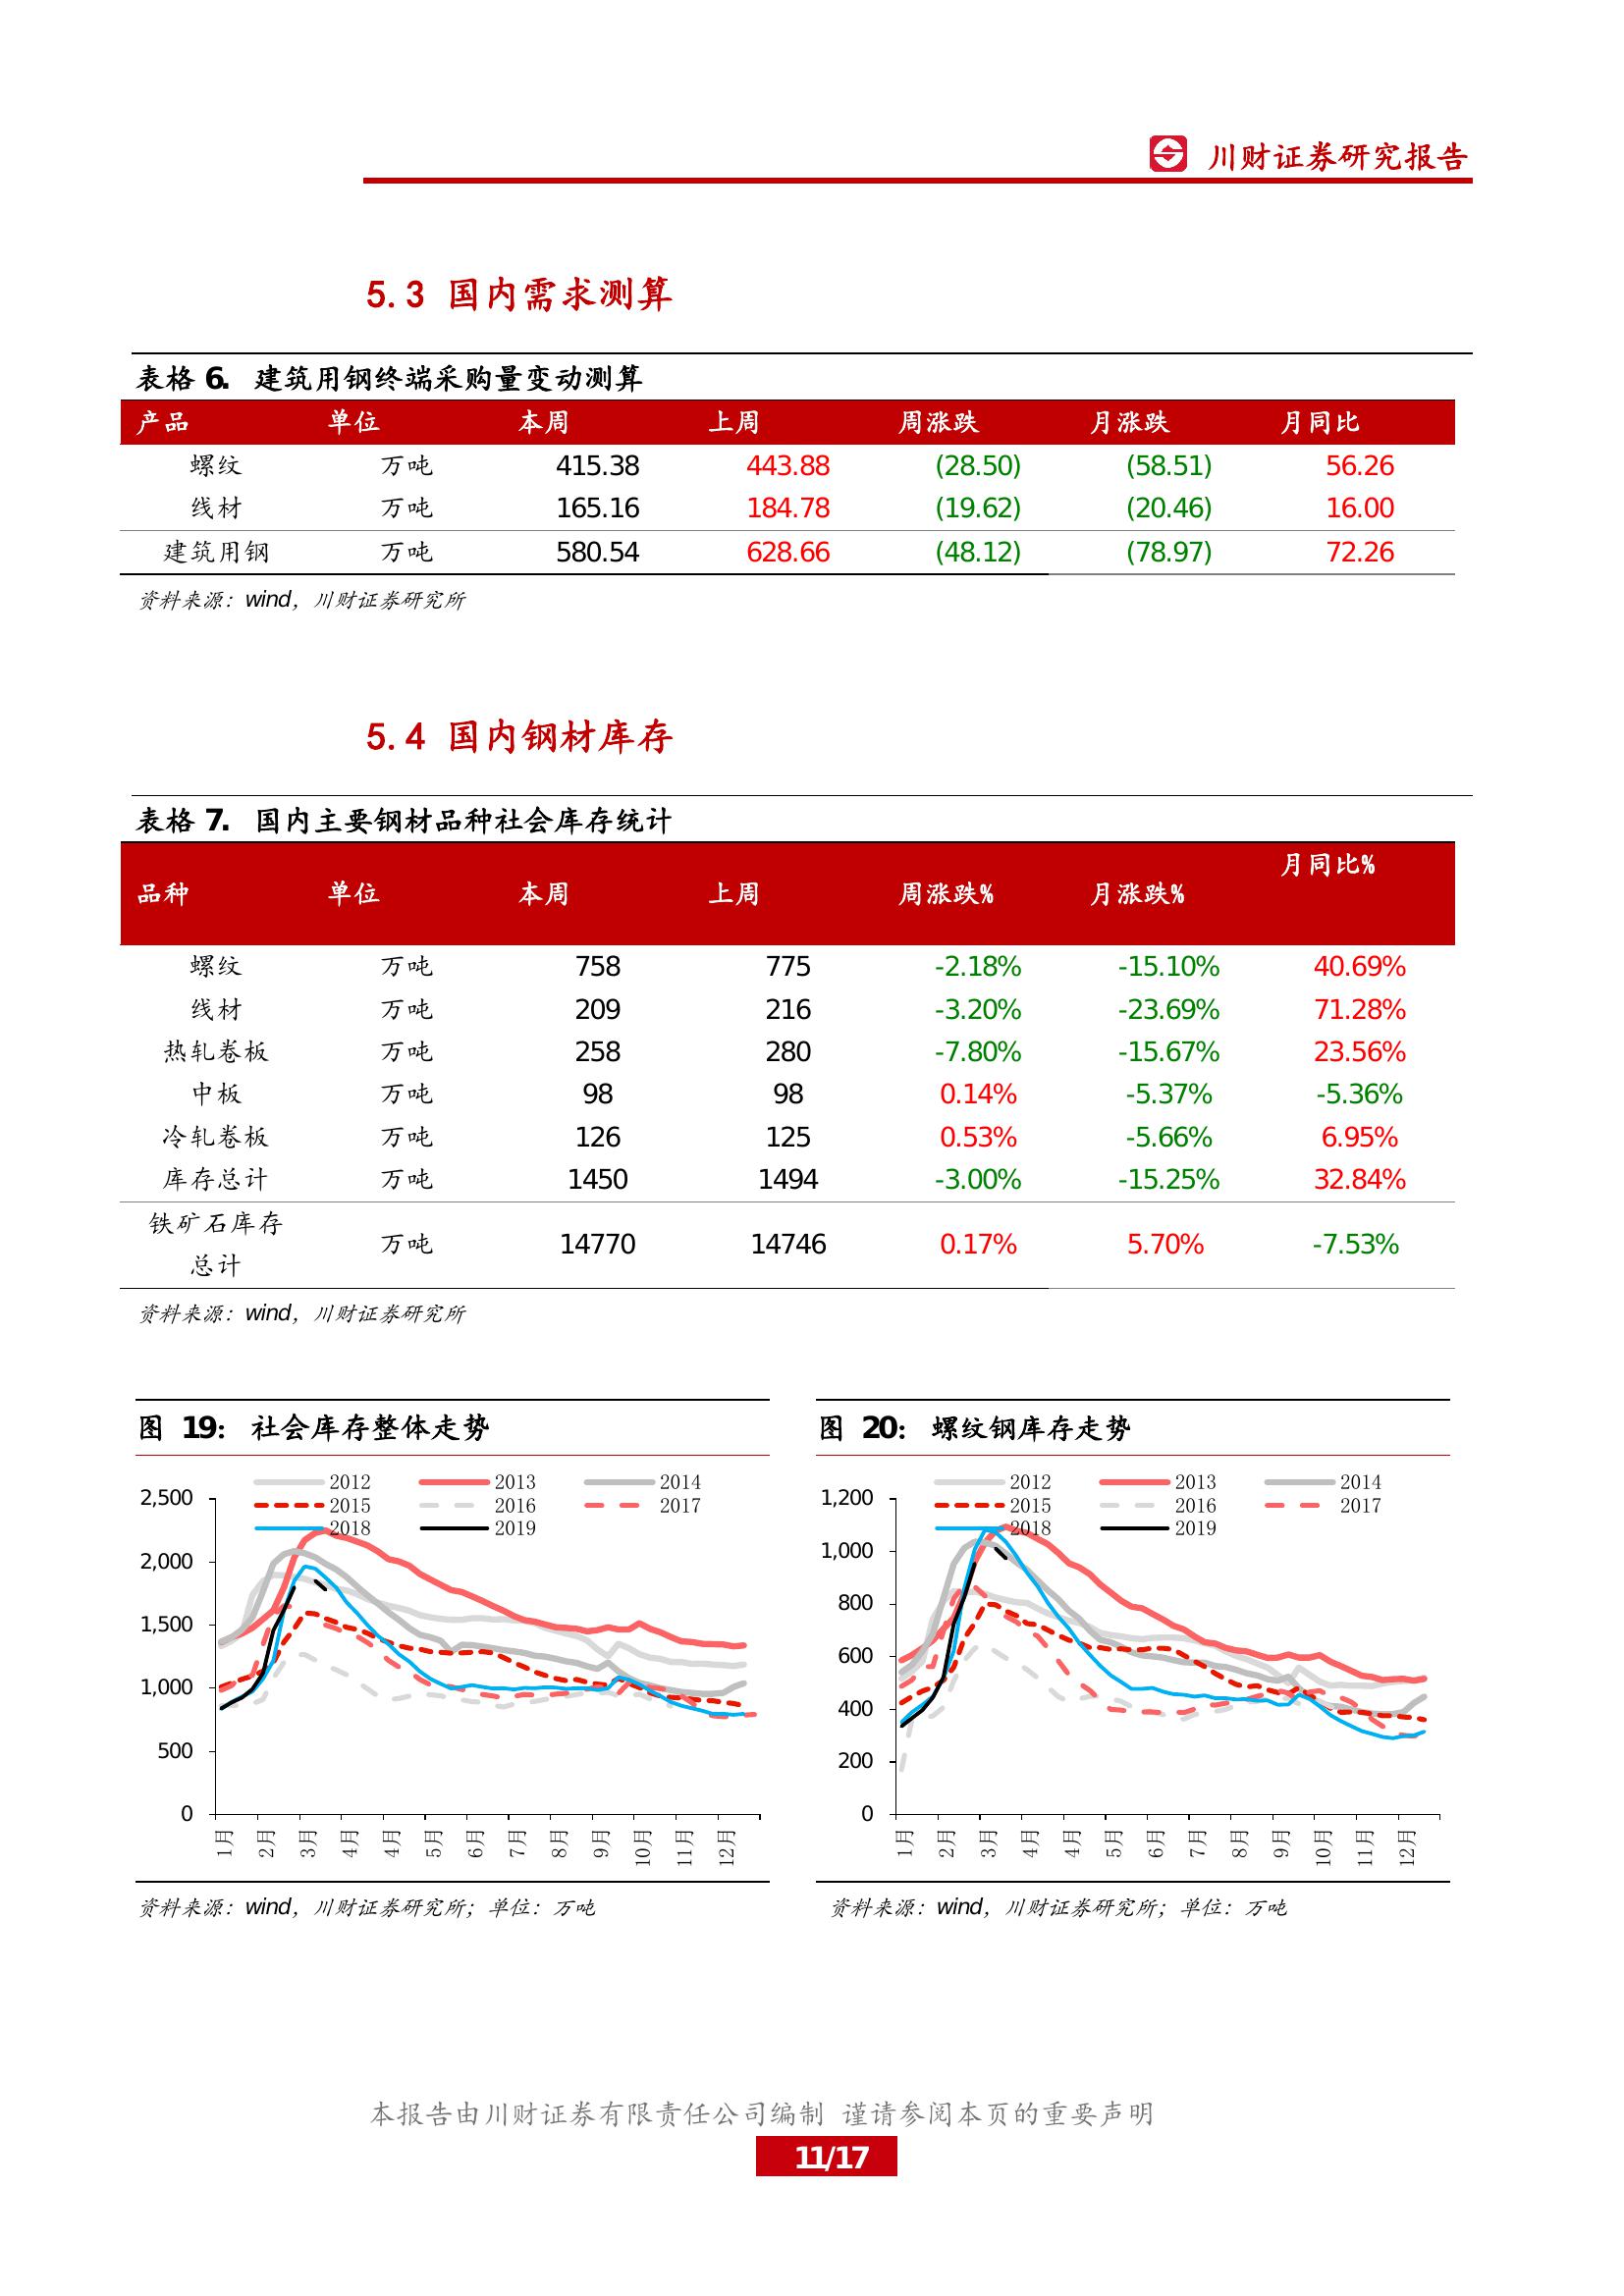 川财证券研究报告
5.3 国内需求测算
表格 6. 建筑用钢终端采购量变动测算
产品 单位 本周 上周 周涨跌 月涨跌 月同比
螺纹 万吨 415.38 443.88 (28.50) (58.51) 56.26
线材 万吨 165.16 184.78 (19.62) (20.46) 16.00
建筑用钢 万吨 580.54 628.66 (48.12) (78.97) 72.26
资料来源：wind，川财证券研究所
5.4 国内钢材库存
表格 7. 国内主要钢材品种社会库存统计
品种 单位 本周 上周 周涨跌% 月涨跌% 月同比%
螺纹 万吨 758 775 -2.18% -15.10% 40.69%
线材 万吨 209 216 -3.20% -23.69% 71.28%
热轧卷板 万吨 258 280 -7.80% -15.67% 23.56%
中板 万吨 98 98 0.14% -5.37% -5.36%
冷轧卷板 万吨 126 125 0.53% -5.66% 6.95%
库存总计 万吨 1450 1494 -3.00% -15.25% 32.84%
铁矿石库存
总计 万吨 14770 14746 0.17% 5.70% -7.53%
资料来源：wind，川财证券研究所
图 19： 社会库存整体走势
2012 2013 2014
2015 2016 2017
2018 2019
2,500
2,000
1,500
1,000
500
0
1月 2月 3月 4月 4月 5月 6月 7月 8月 9月 10月 11月 12月
资料来源：wind，川财证券研究所；单位：万吨
图 20： 螺纹钢库存走势
2012 2013 2014
2015 2016 2017
2018 2019
1,200
1,000
800
600
400
200
0
1月 2月 3月 4月 4月 5月 6月 7月 8月 9月 10月 11月 12月
资料来源：wind，川财证券研究所；单位：万吨
本报告由川财证券有限责任公司编制 谨请参阅本页的重要声明
11/17